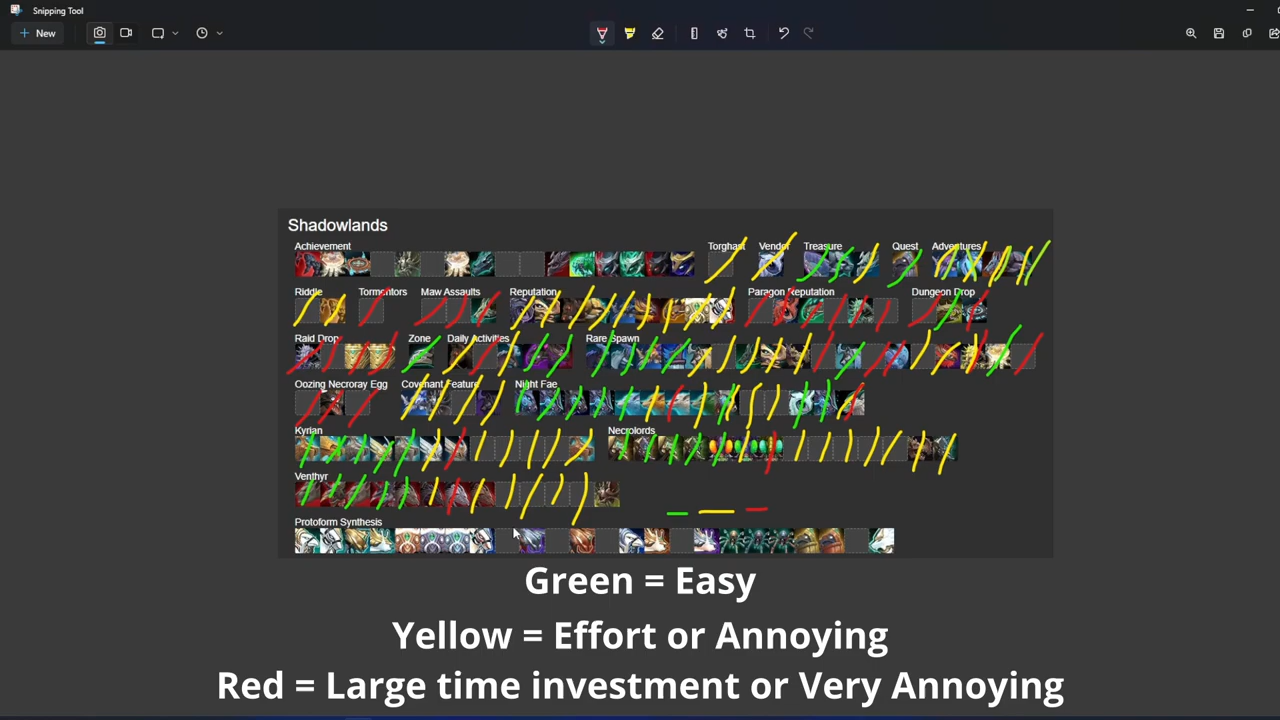 Snipping Tool
New
Shadowlands
Achievement Torghast Vendor Treasure Quest Adventures
Riddle Tormentors Maw Assaults Reputation Paragon Reputation Dungeon Drop
Raid Drop Zone Daily Activities Rare Spawn
Oozing Necroray Egg Covenant Feature Night Fae
Kyrian Necrolords
Venthyr
Protoform Synthesis
Green = Easy
Yellow = Effort or Annoying
Red = Large time investment or Very Annoying